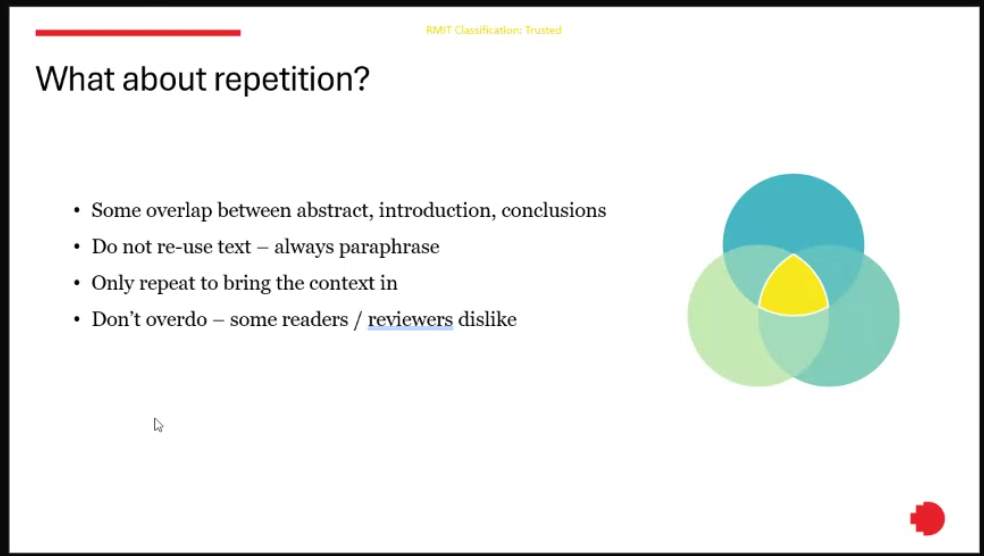 RMIT Classification: Trusted
What about repetition?
• Some overlap between abstract, introduction, conclusions
• Do not re-use text – always paraphrase
• Only repeat to bring the context in
• Don’t overdo – some readers / reviewers dislike